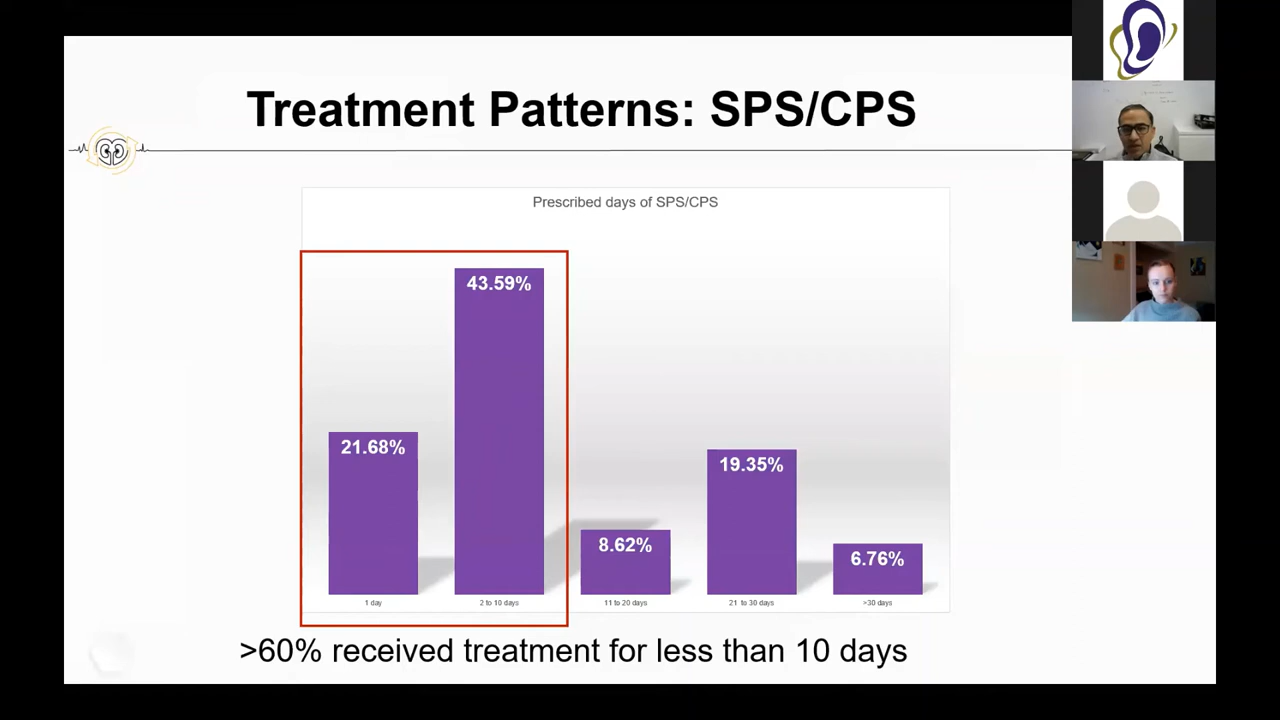 Treatment Patterns: SPS/CPS
Prescribed days of SPS/CPS
43.59%
21.68%
19.35%
8.62%
6.76%
1 day
2 to 10 days
11 to 20 days
21 to 30 days
>30 days
>60% received treatment for less than 10 days